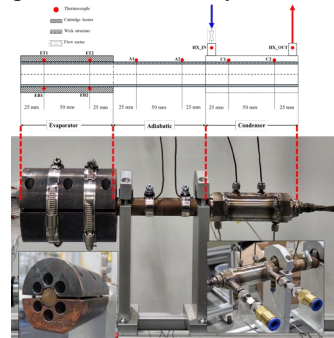 Thermocouple
Cartridge heater
Wick structure
Flow meter
HX_IN
HX_OUT
ET1 ET2 A1 A2 C1 C2
EB1 EB2
25 mm 50 mm 25 mm 25 mm 50 mm 25 mm 25 mm 50 mm 25 mm
Evaporator Adiabatic Condenser